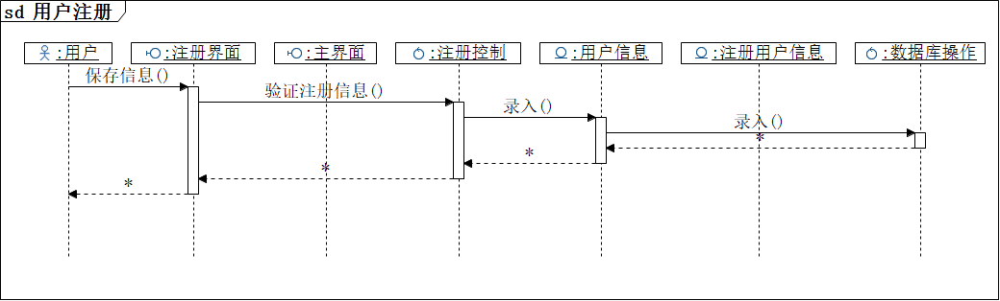 sd 用户注册
:用户
:注册界面
:主界面
:注册控制
:用户信息
:注册用户信息
:数据库操作
保存信息()
验证注册信息()
录入()
录入()
*
*
*
*